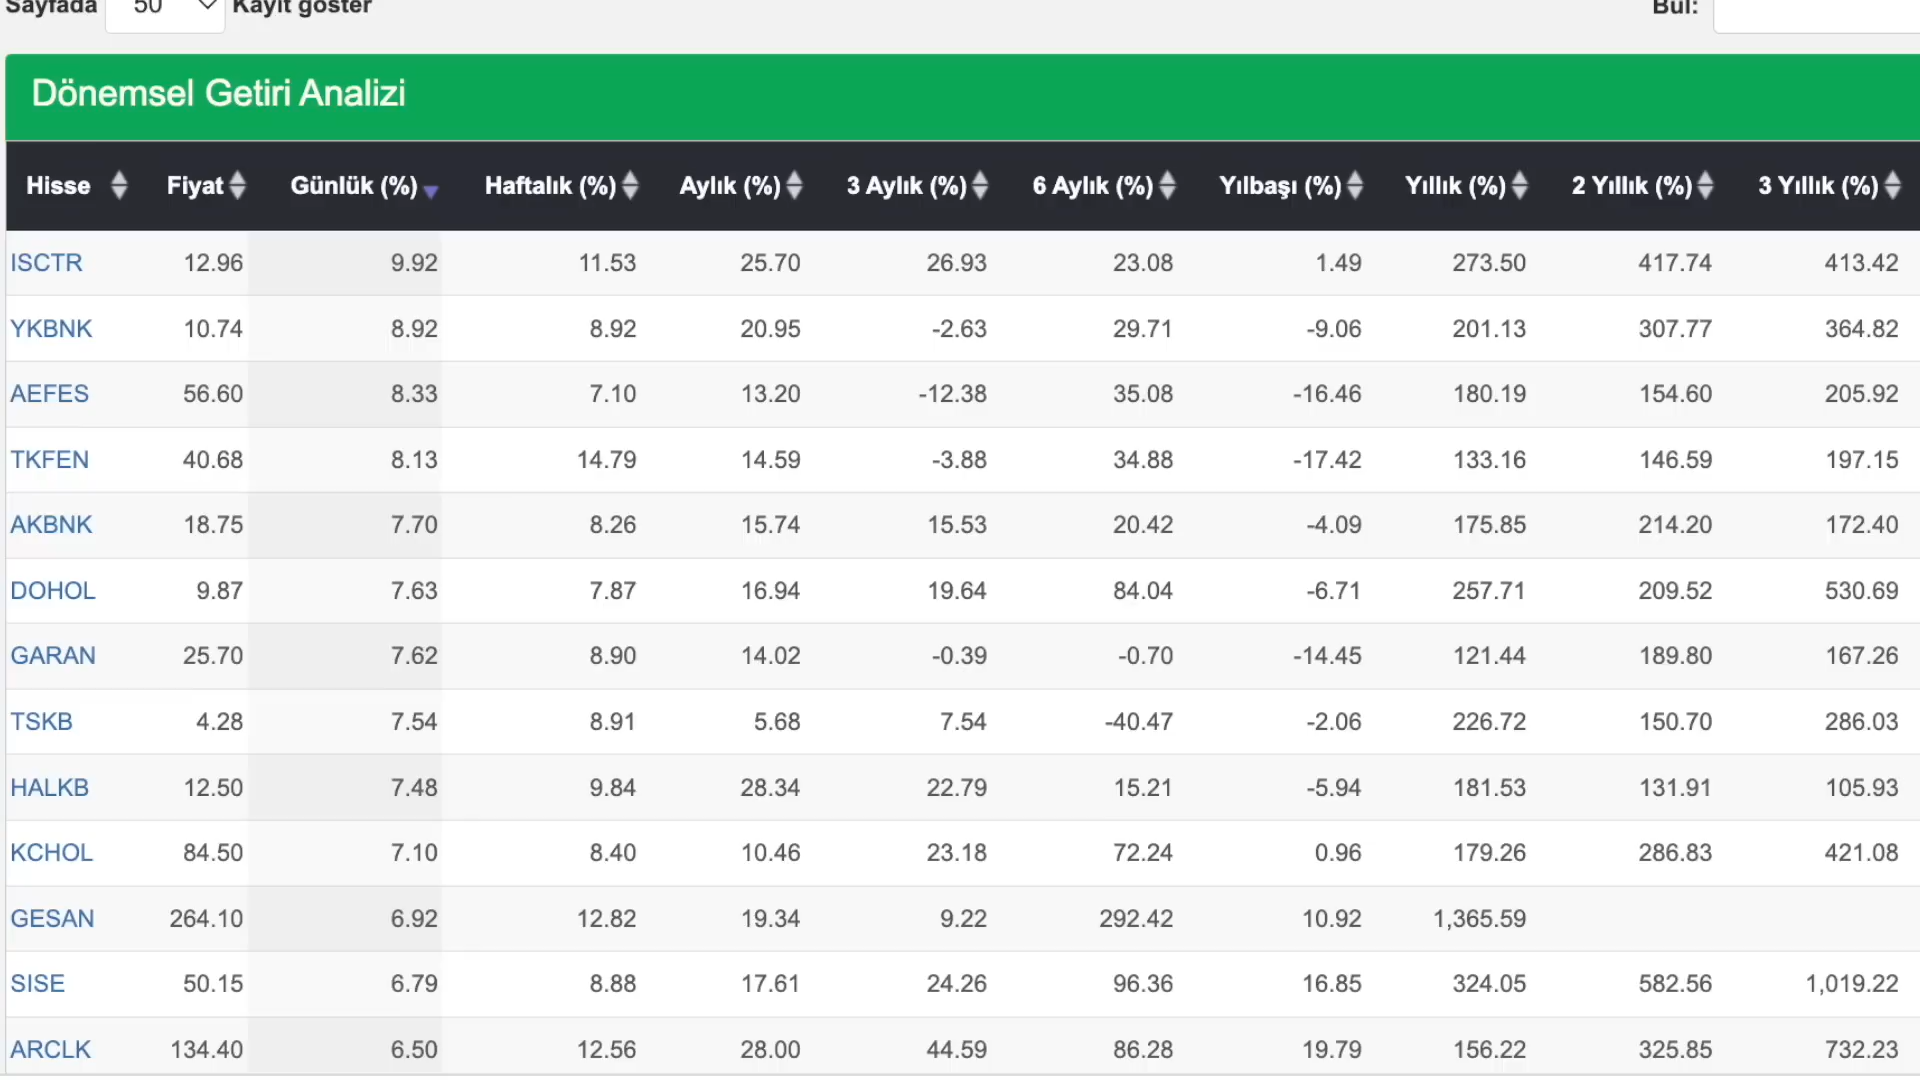 Sayfada 50 Kayıt göster Bul:
Dönemsel Getiri Analizi
Hisse Fiyat Günlük (%) Haftalık (%) Aylık (%) 3 Aylık (%) 6 Aylık (%) Yılbaşı (%) Yıllık (%) 2 Yıllık (%) 3 Yıllık (%)
ISCTR 12.96 9.92 11.53 25.70 26.93 23.08 1.49 273.50 417.74 413.42
YKBNK 10.74 8.92 8.92 20.95 -2.63 29.71 -9.06 201.13 307.77 364.82
AEFES 56.60 8.33 7.10 13.20 -12.38 35.08 -16.46 180.19 154.60 205.92
TKFEN 40.68 8.13 14.79 14.59 -3.88 34.88 -17.42 133.16 146.59 197.15
AKBNK 18.75 7.70 8.26 15.74 15.53 20.42 -4.09 175.85 214.20 172.40
DOHOL 9.87 7.63 7.87 16.94 19.64 84.04 -6.71 257.71 209.52 530.69
GARAN 25.70 7.62 8.90 14.02 -0.39 -0.70 -14.45 121.44 189.80 167.26
TSKB 4.28 7.54 8.91 5.68 7.54 -40.47 -2.06 226.72 150.70 286.03
HALKB 12.50 7.48 9.84 28.34 22.79 15.21 -5.94 181.53 131.91 105.93
KCHOL 84.50 7.10 8.40 10.46 23.18 72.24 0.96 179.26 286.83 421.08
GESAN 264.10 6.92 12.82 19.34 9.22 292.42 10.92 1,365.59
SISE 50.15 6.79 8.88 17.61 24.26 96.36 16.85 324.05 582.56 1,019.22
ARCLK 134.40 6.50 12.56 28.00 44.59 86.28 19.79 156.22 325.85 732.23